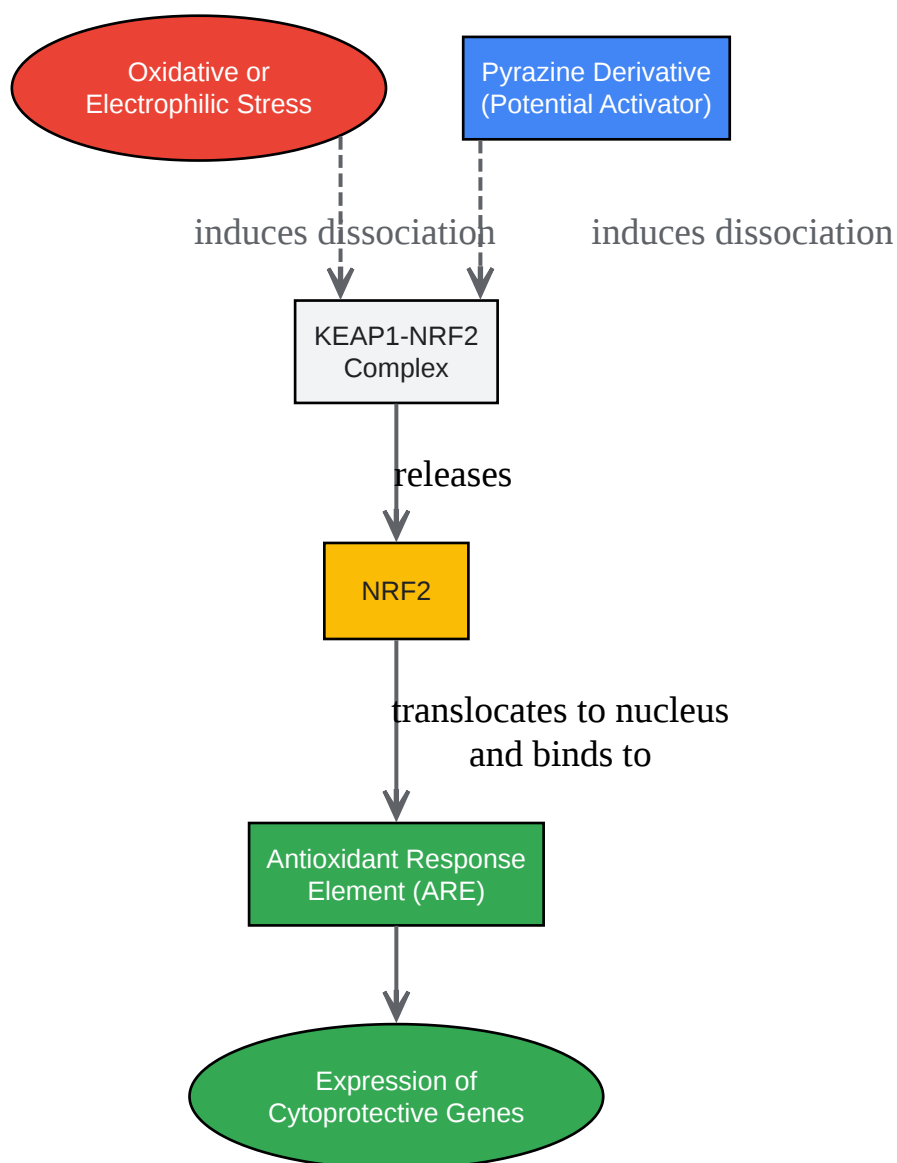 Oxidative or
Electrophilic Stress
Pyrazine Derivative
(Potential Activator)
induces dissociation
induces dissociation
KEAP1-NRF2
Complex
releases
NRF2
translocates to nucleus
and binds to
Antioxidant Response
Element (ARE)
Expression of
Cytoprotective Genes